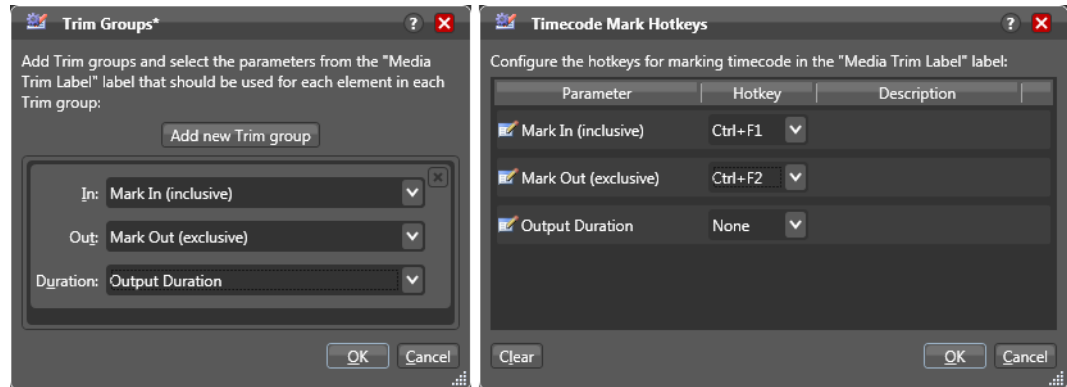 Trim Groups*
?
Add Trim groups and select the parameters from the "Media
Trim Label" label that should be used for each element in each
Trim group:
Add new Trim group
In: Mark In (inclusive)
Out: Mark Out (exclusive)
Duration: Output Duration
OK Cancel
Timecode Mark Hotkeys
?
Configure the hotkeys for marking timecode in the "Media Trim Label" label:
Parameter Hotkey Description
Mark In (inclusive) Ctrl+F1
Mark Out (exclusive) Ctrl+F2
Output Duration None
Clear OK Cancel